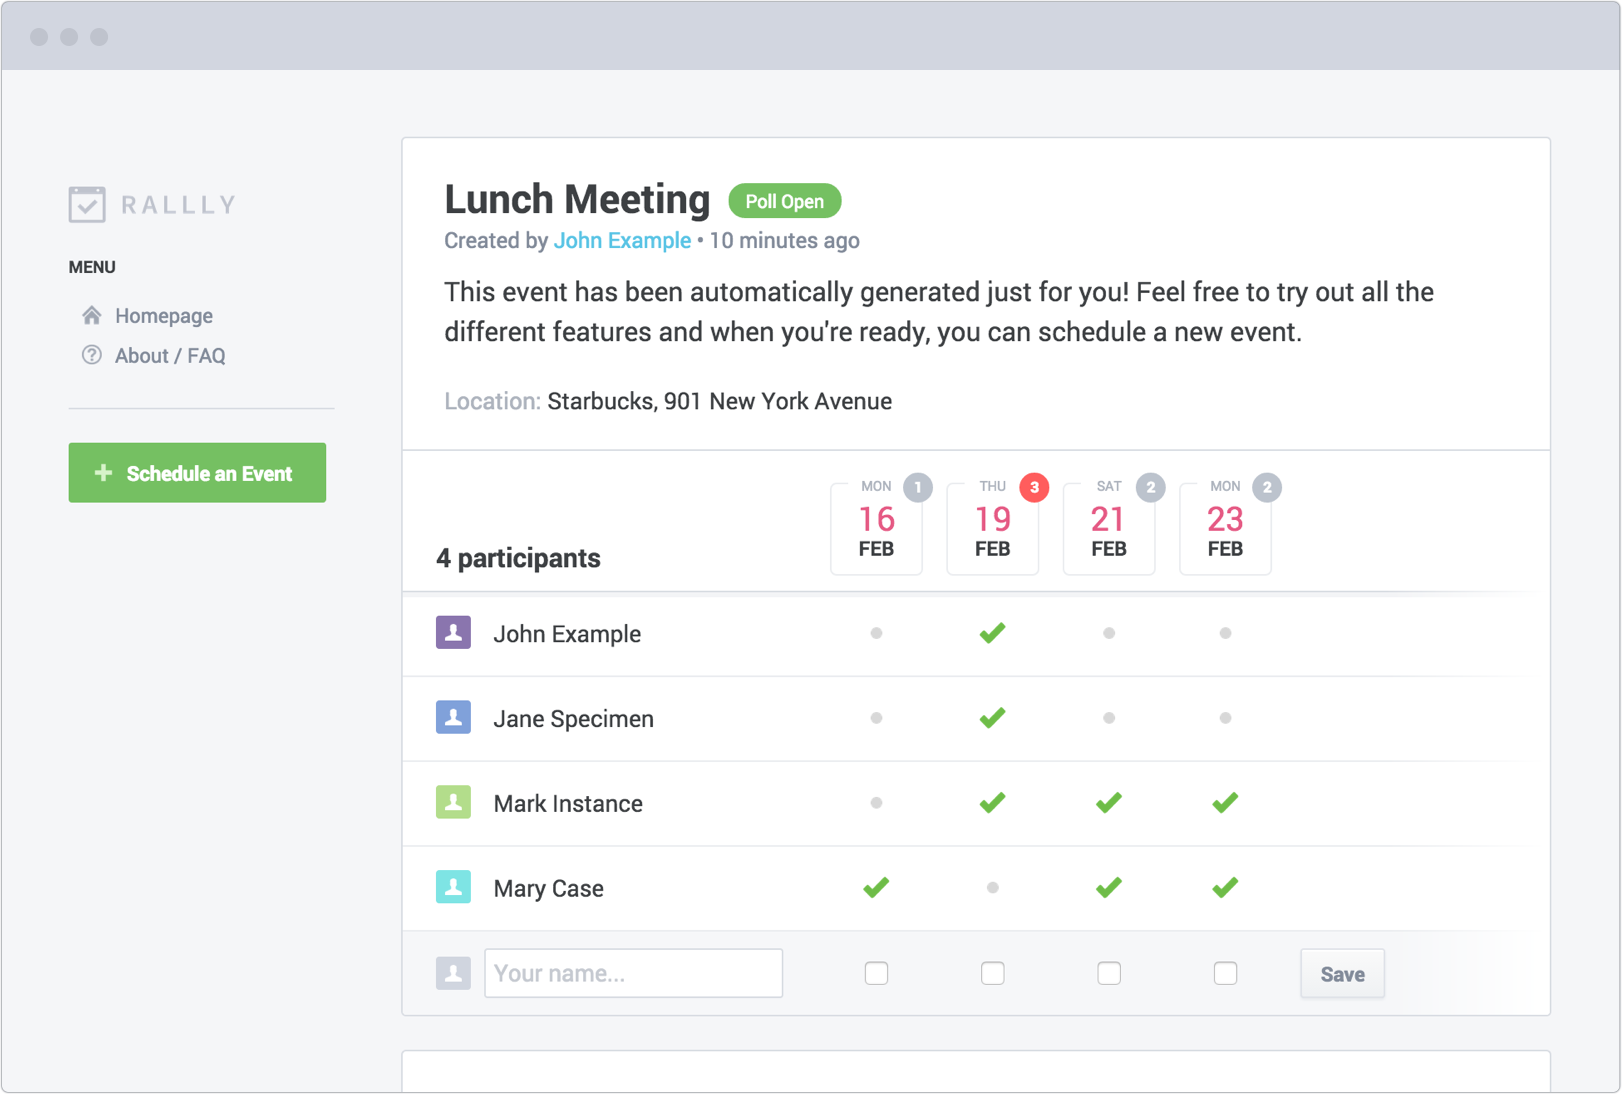 RALLLY
MENU
Homepage
About / FAQ
+ Schedule an Event
Lunch Meeting Poll Open
Created by John Example • 10 minutes ago
This event has been automatically generated just for you! Feel free to try out all the
different features and when you're ready, you can schedule a new event.
Location: Starbucks, 901 New York Avenue
MON 1 THU 3 SAT 2 MON 2
16 19 21 23
FEB FEB FEB FEB
4 participants
John Example
Jane Specimen
Mark Instance
Mary Case
Your name... Save